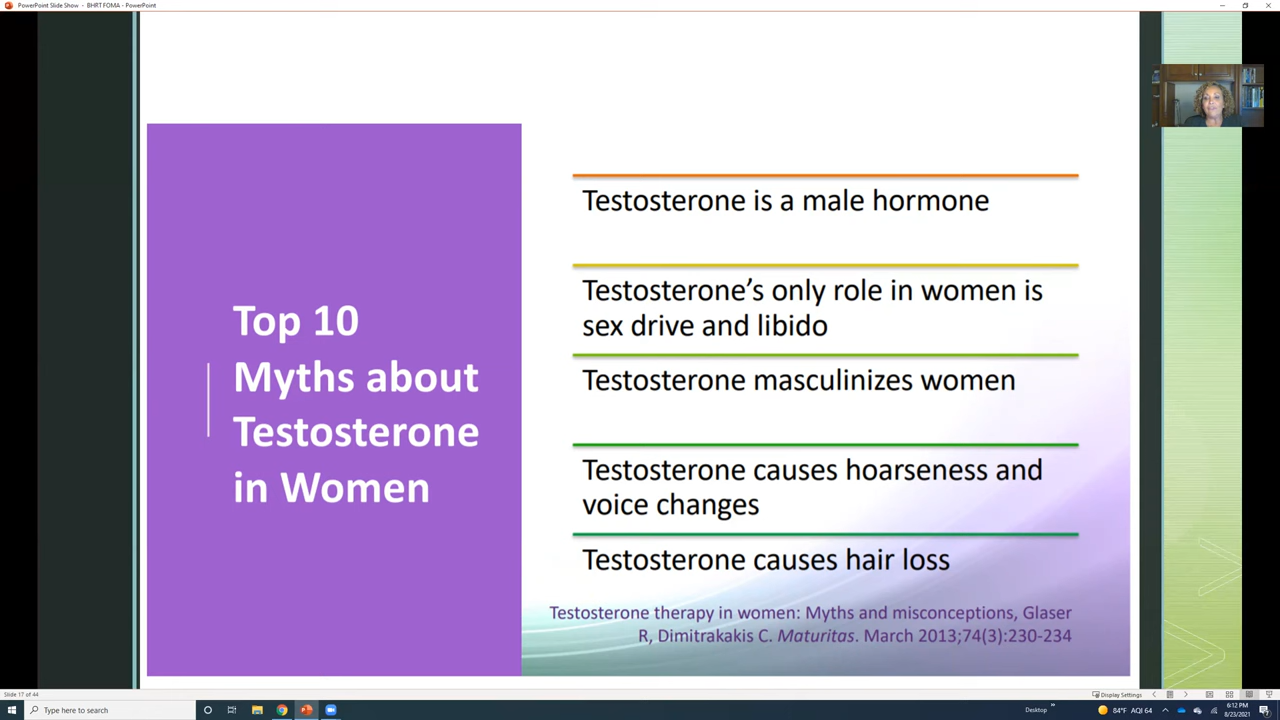 PowerPoint Slide Show - BHRT FOMA - PowerPoint
Top 10
Myths about
Testosterone
in Women
Testosterone is a male hormone
Testosterone’s only role in women is
sex drive and libido
Testosterone masculinizes women
Testosterone causes hoarseness and
voice changes
Testosterone causes hair loss
Testosterone therapy in women: Myths and misconceptions, Glaser
R, Dimitrakakis C. Maturitas. March 2013;74(3):230-234
Slide 17 of 44
Display Settings
Type here to search
Desktop
84°F AQI 64
6:12 PM
8/23/2021